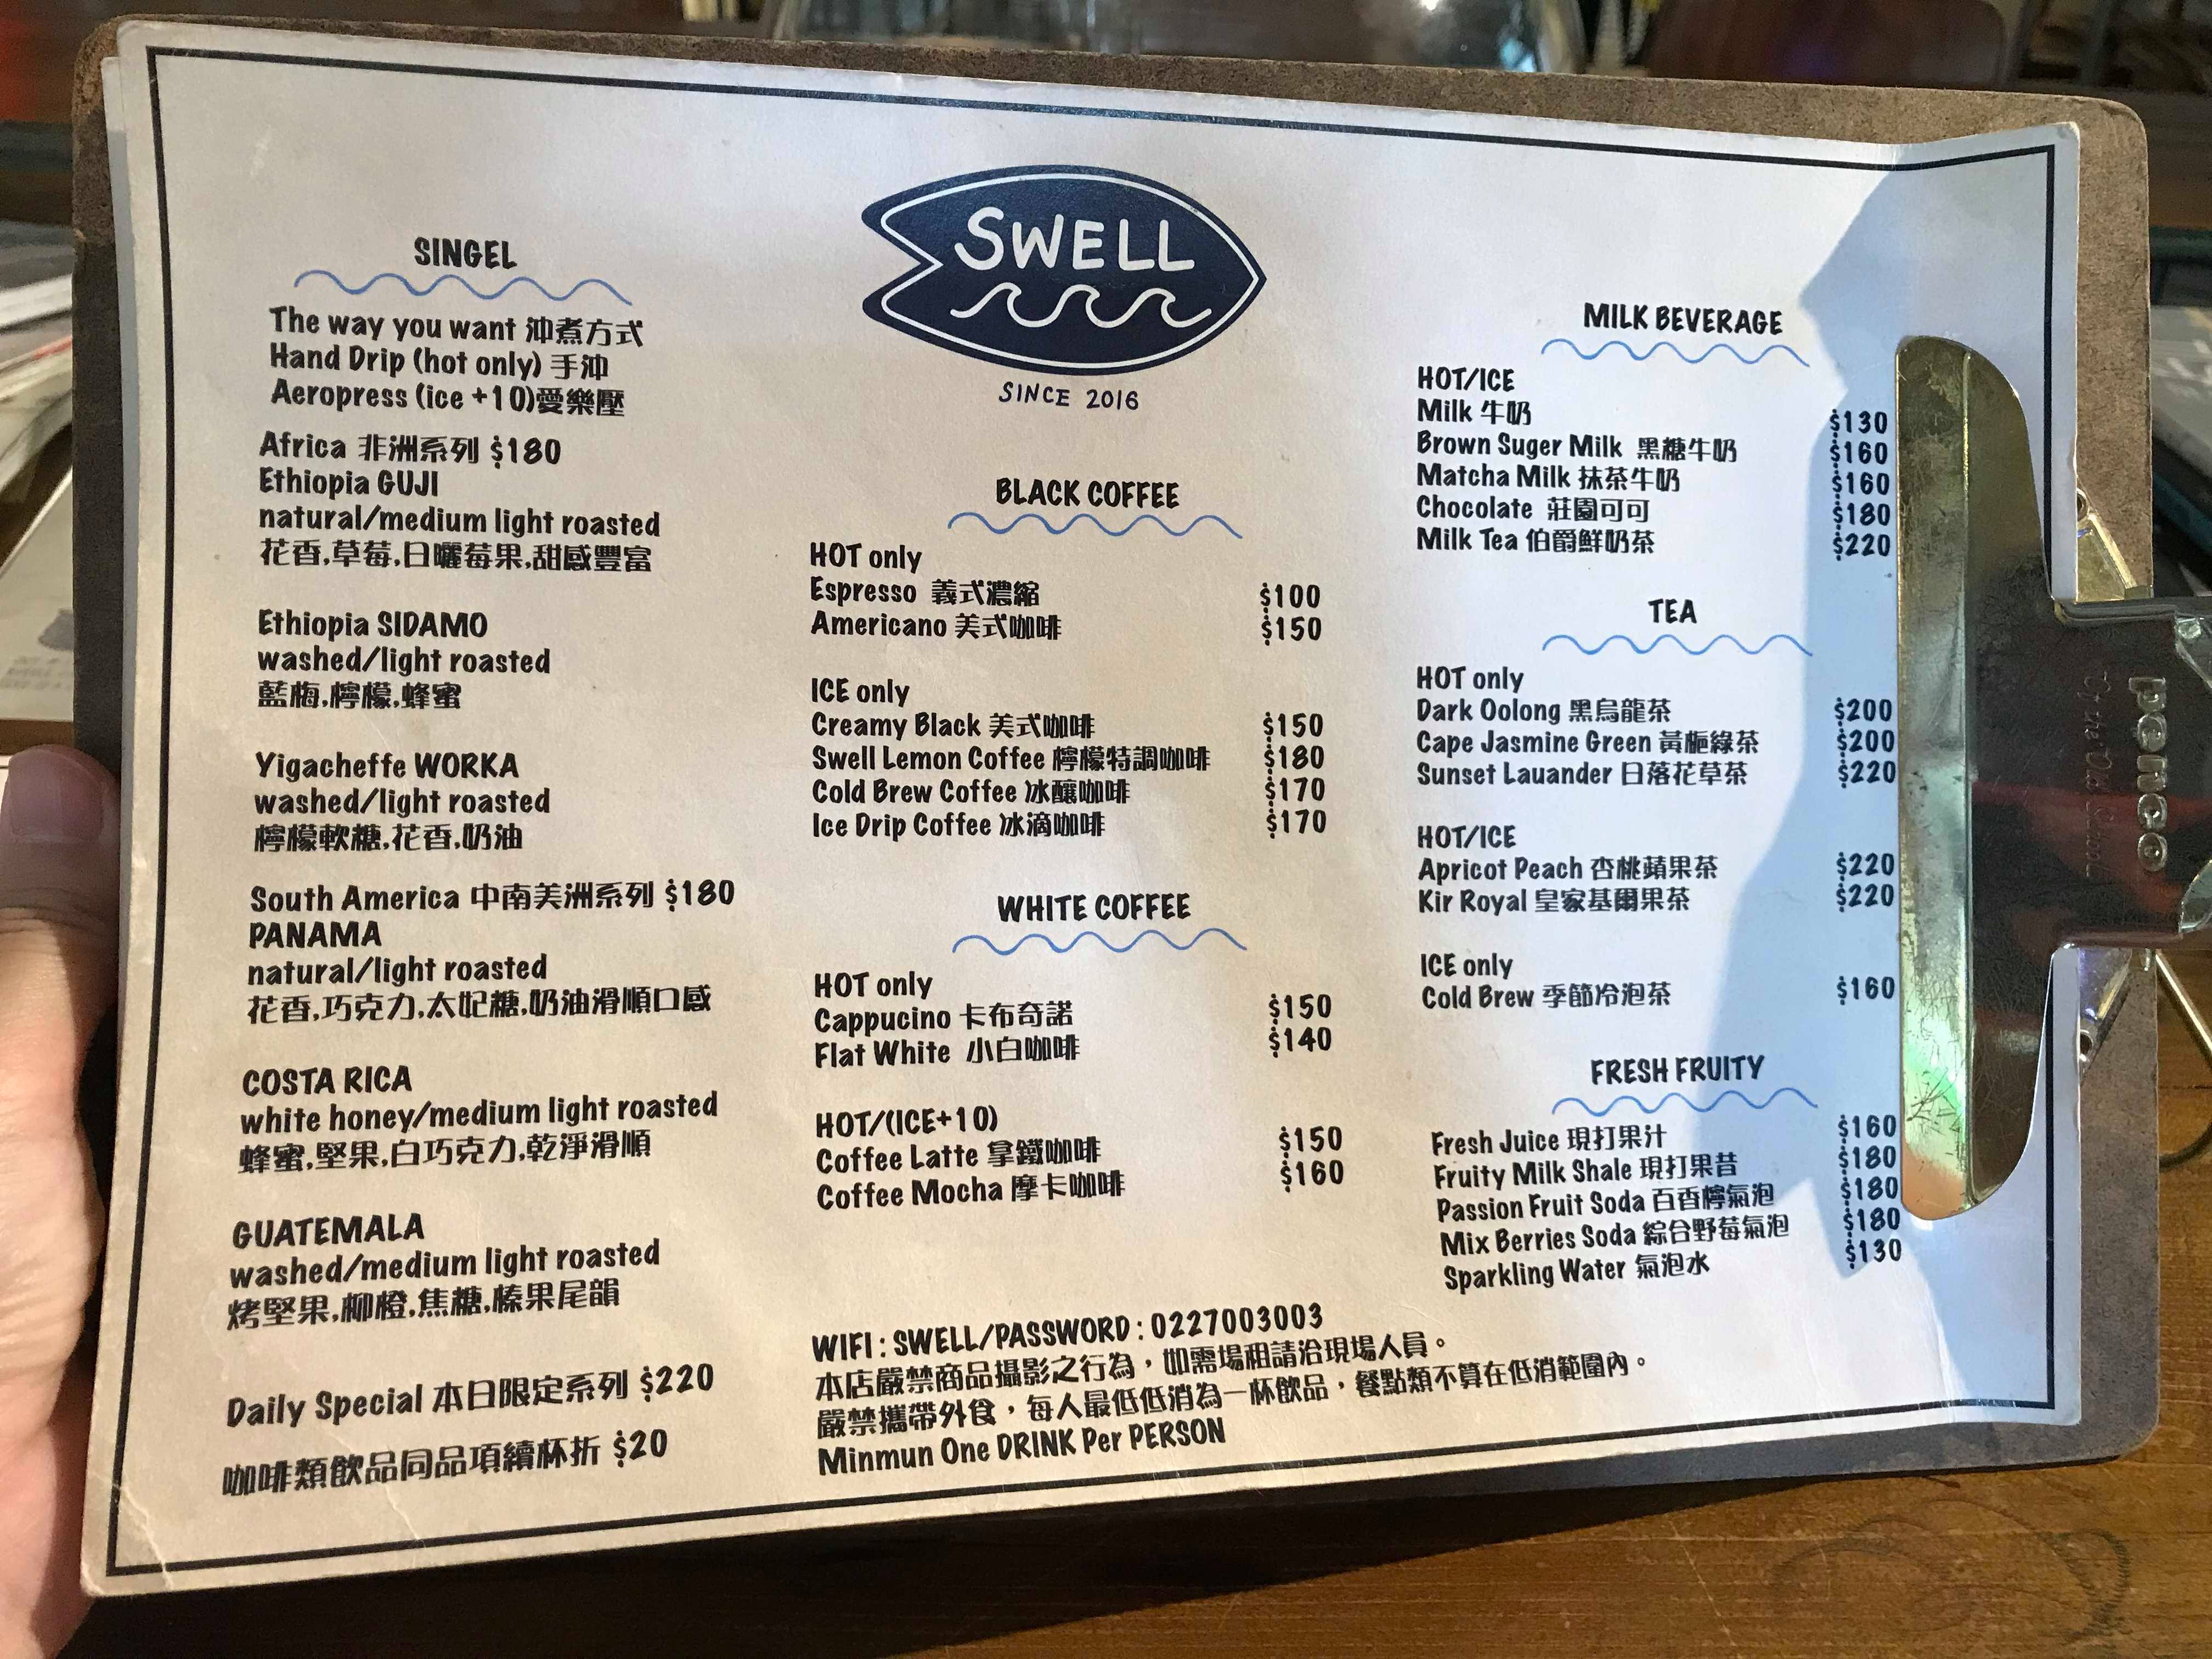 SWELL
SINCE 2016
SINGEL
The way you want 沖煮方式
Hand Drip (hot only) 手沖
Aeropress (ice +10)愛樂壓
Africa 非洲系列 $180
Ethiopia GUJI
natural/medium light roasted
花香,草莓,日曬莓果,甜感豐富
Ethiopia SIDAMO
washed/light roasted
藍梅,檸檬,蜂蜜
Yigacheffe WORKA
washed/light roasted
檸檬軟糖,花香,奶油
South America 中南美洲系列 $180
PANAMA
natural/light roasted
花香,巧克力,太妃糖,奶油滑順口感
COSTA RICA
white honey/medium light roasted
蜂蜜,堅果,白巧克力,乾淨滑順
GUATEMALA
washed/medium light roasted
烤堅果,柳橙,焦糖,榛果尾韻
Daily Special 本日限定系列 $220
咖啡類飲品同品項續杯折 $20
BLACK COFFEE
HOT only
Espresso 義式濃縮 $100
Americano 美式咖啡 $150
ICE only
Creamy Black 美式咖啡 $150
Swell Lemon Coffee 檸檬特調咖啡 $180
Cold Brew Coffee 冰釀咖啡 $170
Ice Drip Coffee 冰滴咖啡 $170
WHITE COFFEE
HOT only
Cappucino 卡布奇諾 $150
Flat White 小白咖啡 $140
HOT/(ICE+10)
Coffee Latte 拿鐵咖啡 $150
Coffee Mocha 摩卡咖啡 $160
MILK BEVERAGE
HOT/ICE
Milk 牛奶 $130
Brown Suger Milk 黑糖牛奶 $160
Matcha Milk 抹茶牛奶 $160
Chocolate 莊園可可 $180
Milk Tea 伯爵鮮奶茶 $220
TEA
HOT only
Dark Oolong 黑烏龍茶 $200
Cape Jasmine Green 黃梔綠茶 $200
Sunset Lauander 日落花草茶 $220
HOT/ICE
Apricot Peach 杏桃蘋果茶 $220
Kir Royal 皇家基爾果茶 $220
ICE only
Cold Brew 季節冷泡茶 $160
FRESH FRUITY
Fresh Juice 現打果汁 $160
Fruity Milk Shale 現打果昔 $180
Passion Fruit Soda 百香檸氣泡 $180
Mix Berries Soda 綜合野莓氣泡 $180
Sparkling Water 氣泡水 $130
WIFI : SWELL/PASSWORD : 0227003003
本店嚴禁商品攝影之行為，如需場租請洽現場人員。
嚴禁攜帶外食，每人最低低消為一杯飲品，餐點類不算在低消範圍內。
Minmun One DRINK Per PERSON
penco